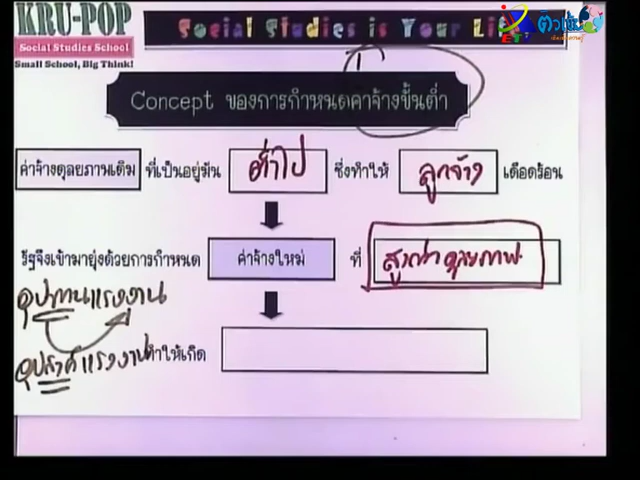 KRU-POP
Social Studies School
Small School, Big Think!
Social Studies is Your Li
ติวเข้ม
Concept ของการกำหนดค่าจ้างขั้นต่ำ
ค่าจ้างดุลยภาพเดิม ที่เป็นอยู่มัน ต่ำไป ซึ่งทำให้ ลูกจ้าง เดือดร้อน
รัฐจึงเข้ามายุ่งด้วยการกำหนด ค่าจ้างใหม่ ที่ สูงกว่าดุลยภาพ
อุปทานแรงงาน
อุปสงค์แรงงาน ทำให้เกิด